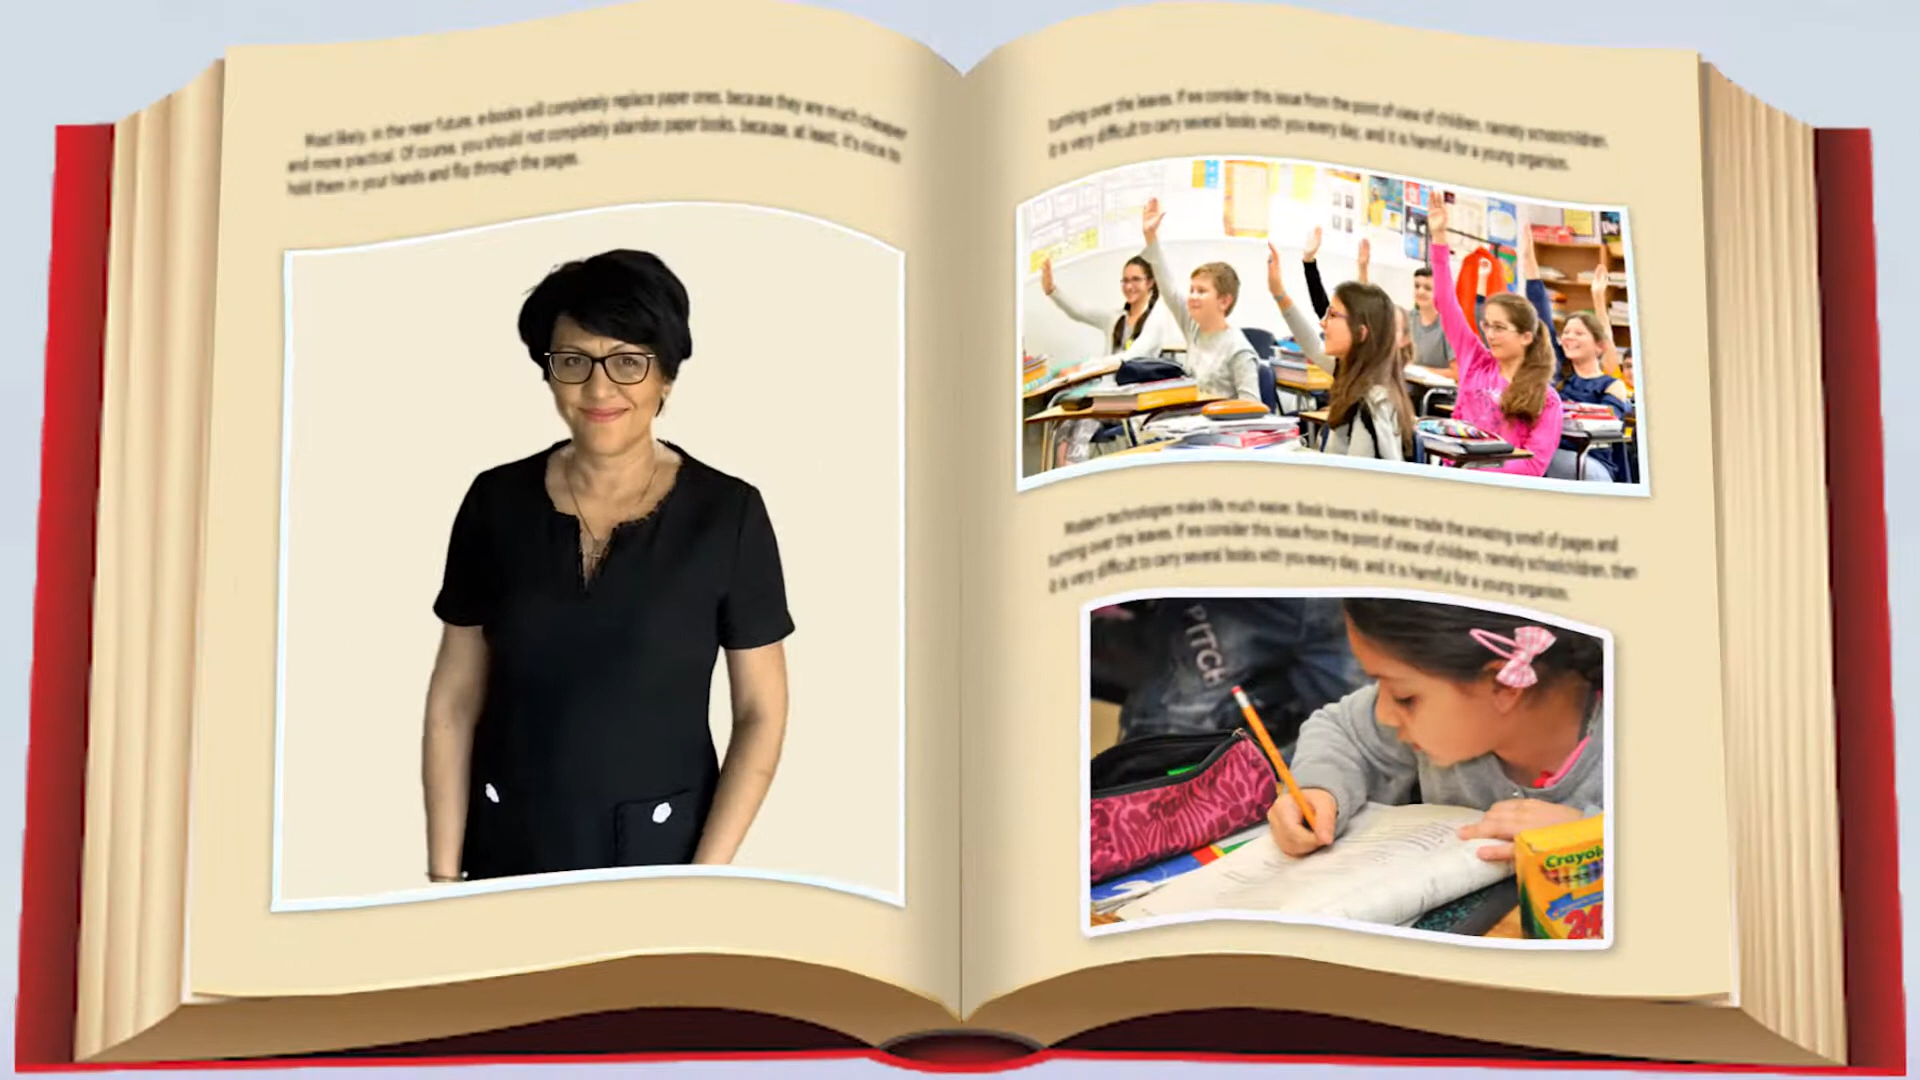 Most likely, in the near future, e-books will completely replace paper ones, because they are much cheaper
and more practical. Of course, you should not completely abandon paper books, because, at least, it's nice to
hold them in your hands and flip through the pages.
turning over the leaves. If we consider this issue from the point of view of children, namely schoolchildren,
it is very difficult to carry several books with you every day, and it is harmful for a young organism.
Modern technologies make life much easier. Book lovers will never trade the amazing smell of pages and
turning over the leaves. If we consider this issue from the point of view of children, namely schoolchildren, then
it is very difficult to carry several books with you every day, and it is harmful for a young organism.
PITCH
Crayol
24